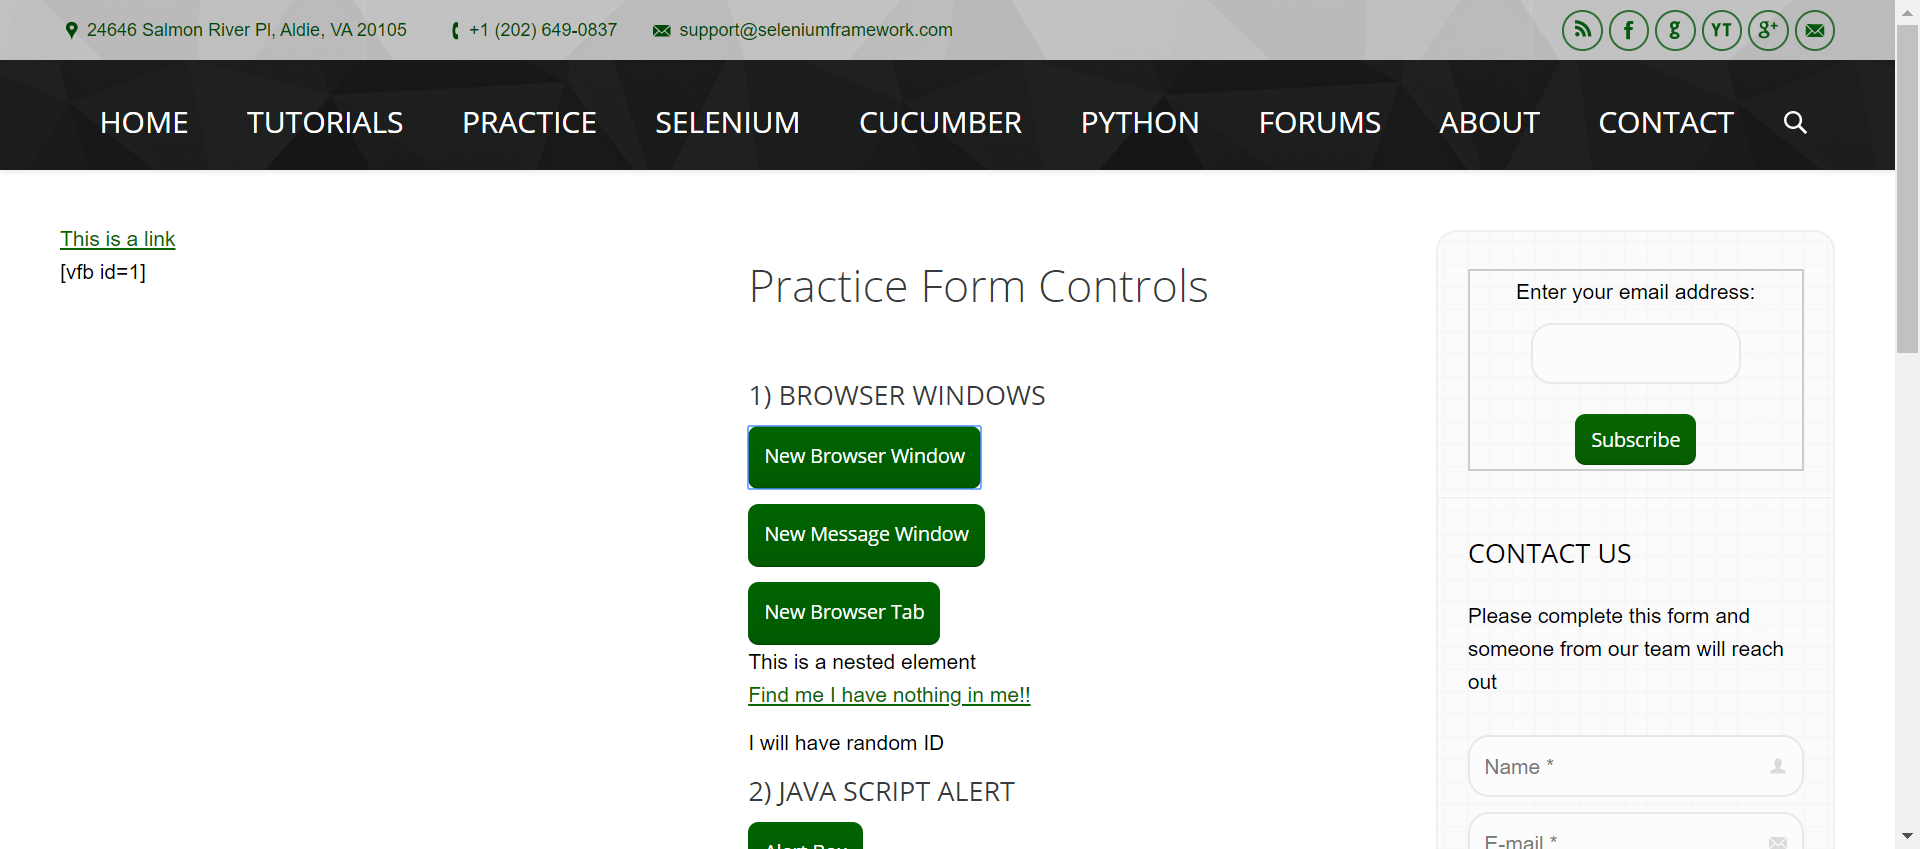 24646 Salmon River Pl, Aldie, VA 20105
+1 (202) 649-0837
support@seleniumframework.com
f
g
YT
g+
HOME
TUTORIALS
PRACTICE
SELENIUM
CUCUMBER
PYTHON
FORUMS
ABOUT
CONTACT
This is a link
[vfb id=1]
Practice Form Controls
1) BROWSER WINDOWS
New Browser Window
New Message Window
New Browser Tab
This is a nested element
Find me I have nothing in me!!
I will have random ID
2) JAVA SCRIPT ALERT
Alert Box
Enter your email address:
Subscribe
CONTACT US
Please complete this form and
someone from our team will reach
out
Name *
E-mail *